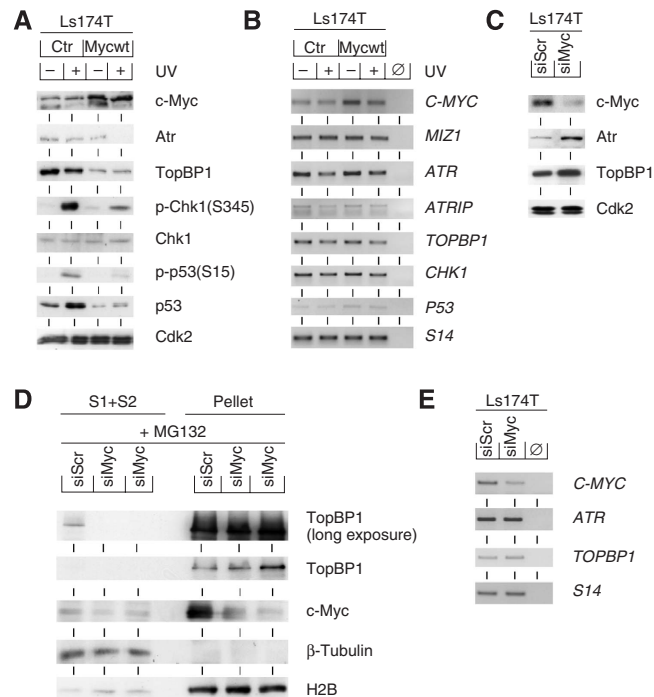 A
Ls174T
Ctr Mycwt
− + − + UV
c-Myc
Atr
TopBP1
p-Chk1(S345)
Chk1
p-p53(S15)
p53
Cdk2
B
Ls174T
Ctr Mycwt
− + − + ∅ UV
C-MYC
MIZ1
ATR
ATRIP
TOPBP1
CHK1
P53
S14
C
Ls174T
siScr siMyc
c-Myc
Atr
TopBP1
Cdk2
D
S1+S2 Pellet
+ MG132
siScr siMyc siMyc siScr siMyc siMyc
TopBP1
(long exposure)
TopBP1
c-Myc
β-Tubulin
H2B
E
Ls174T
siScr siMyc ∅
C-MYC
ATR
TOPBP1
S14